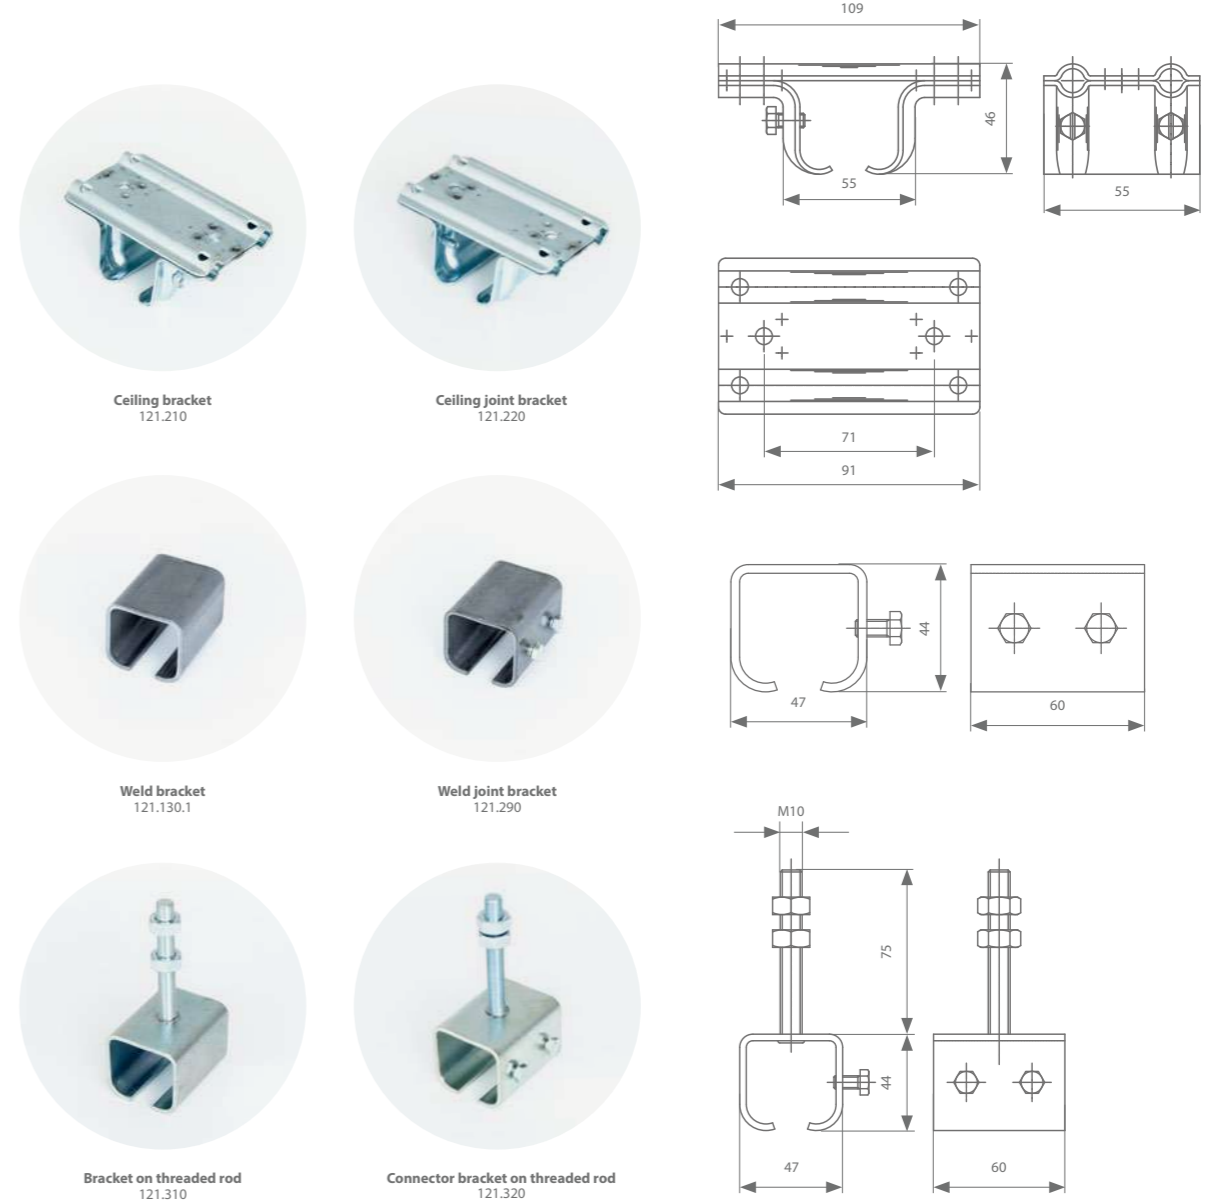 109
46
55
55
Ceiling bracket
121.210
Ceiling joint bracket
121.220
71
91
44
47
60
Weld bracket
121.130.1
Weld joint bracket
121.290
M10
75
44
47
60
Bracket on threaded rod
121.310
Connector bracket on threaded rod
121.320